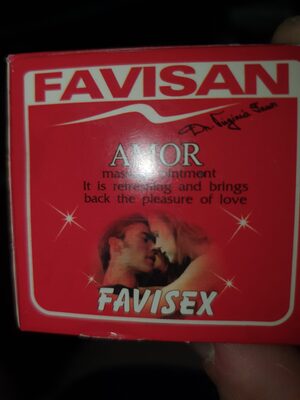 FAVISAN
AMOR
massage ointment
It is refreshing and brings
back the pleasure of love
FAVISEX